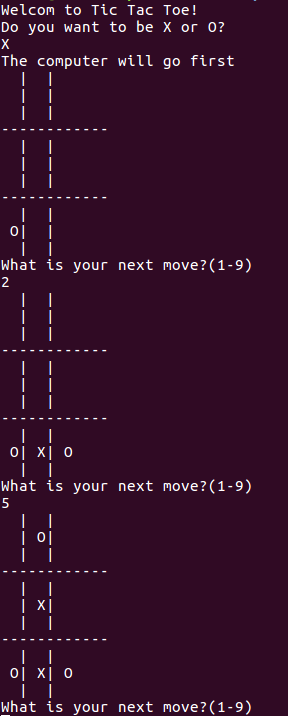 Welcom to Tic Tac Toe!
Do you want to be X or O?
X
The computer will go first
   |  |
   |  |
   |  |
------------
   |  |
   |  |
   |  |
------------
   |  |
 O|  |
   |  |
What is your next move?(1-9)
2
   |  |
   |  |
   |  |
------------
   |  |
   |  |
   |  |
------------
   |  |
 O| X| O
   |  |
What is your next move?(1-9)
5
   |  |
   | O|
   |  |
------------
   |  |
   | X|
   |  |
------------
   |  |
 O| X| O
   |  |
What is your next move?(1-9)